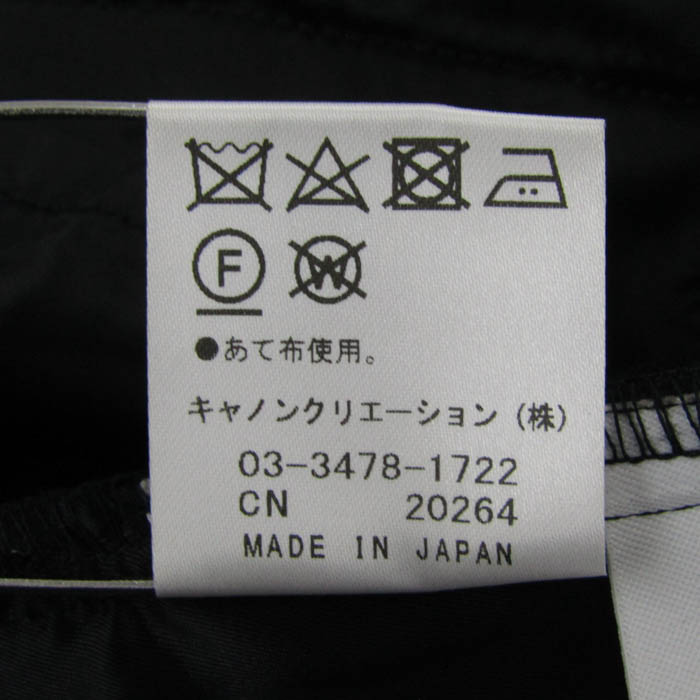 F W
●あて布使用。
キャノンクリエーション(株)
03-3478-1722
CN 20264
MADE IN JAPAN